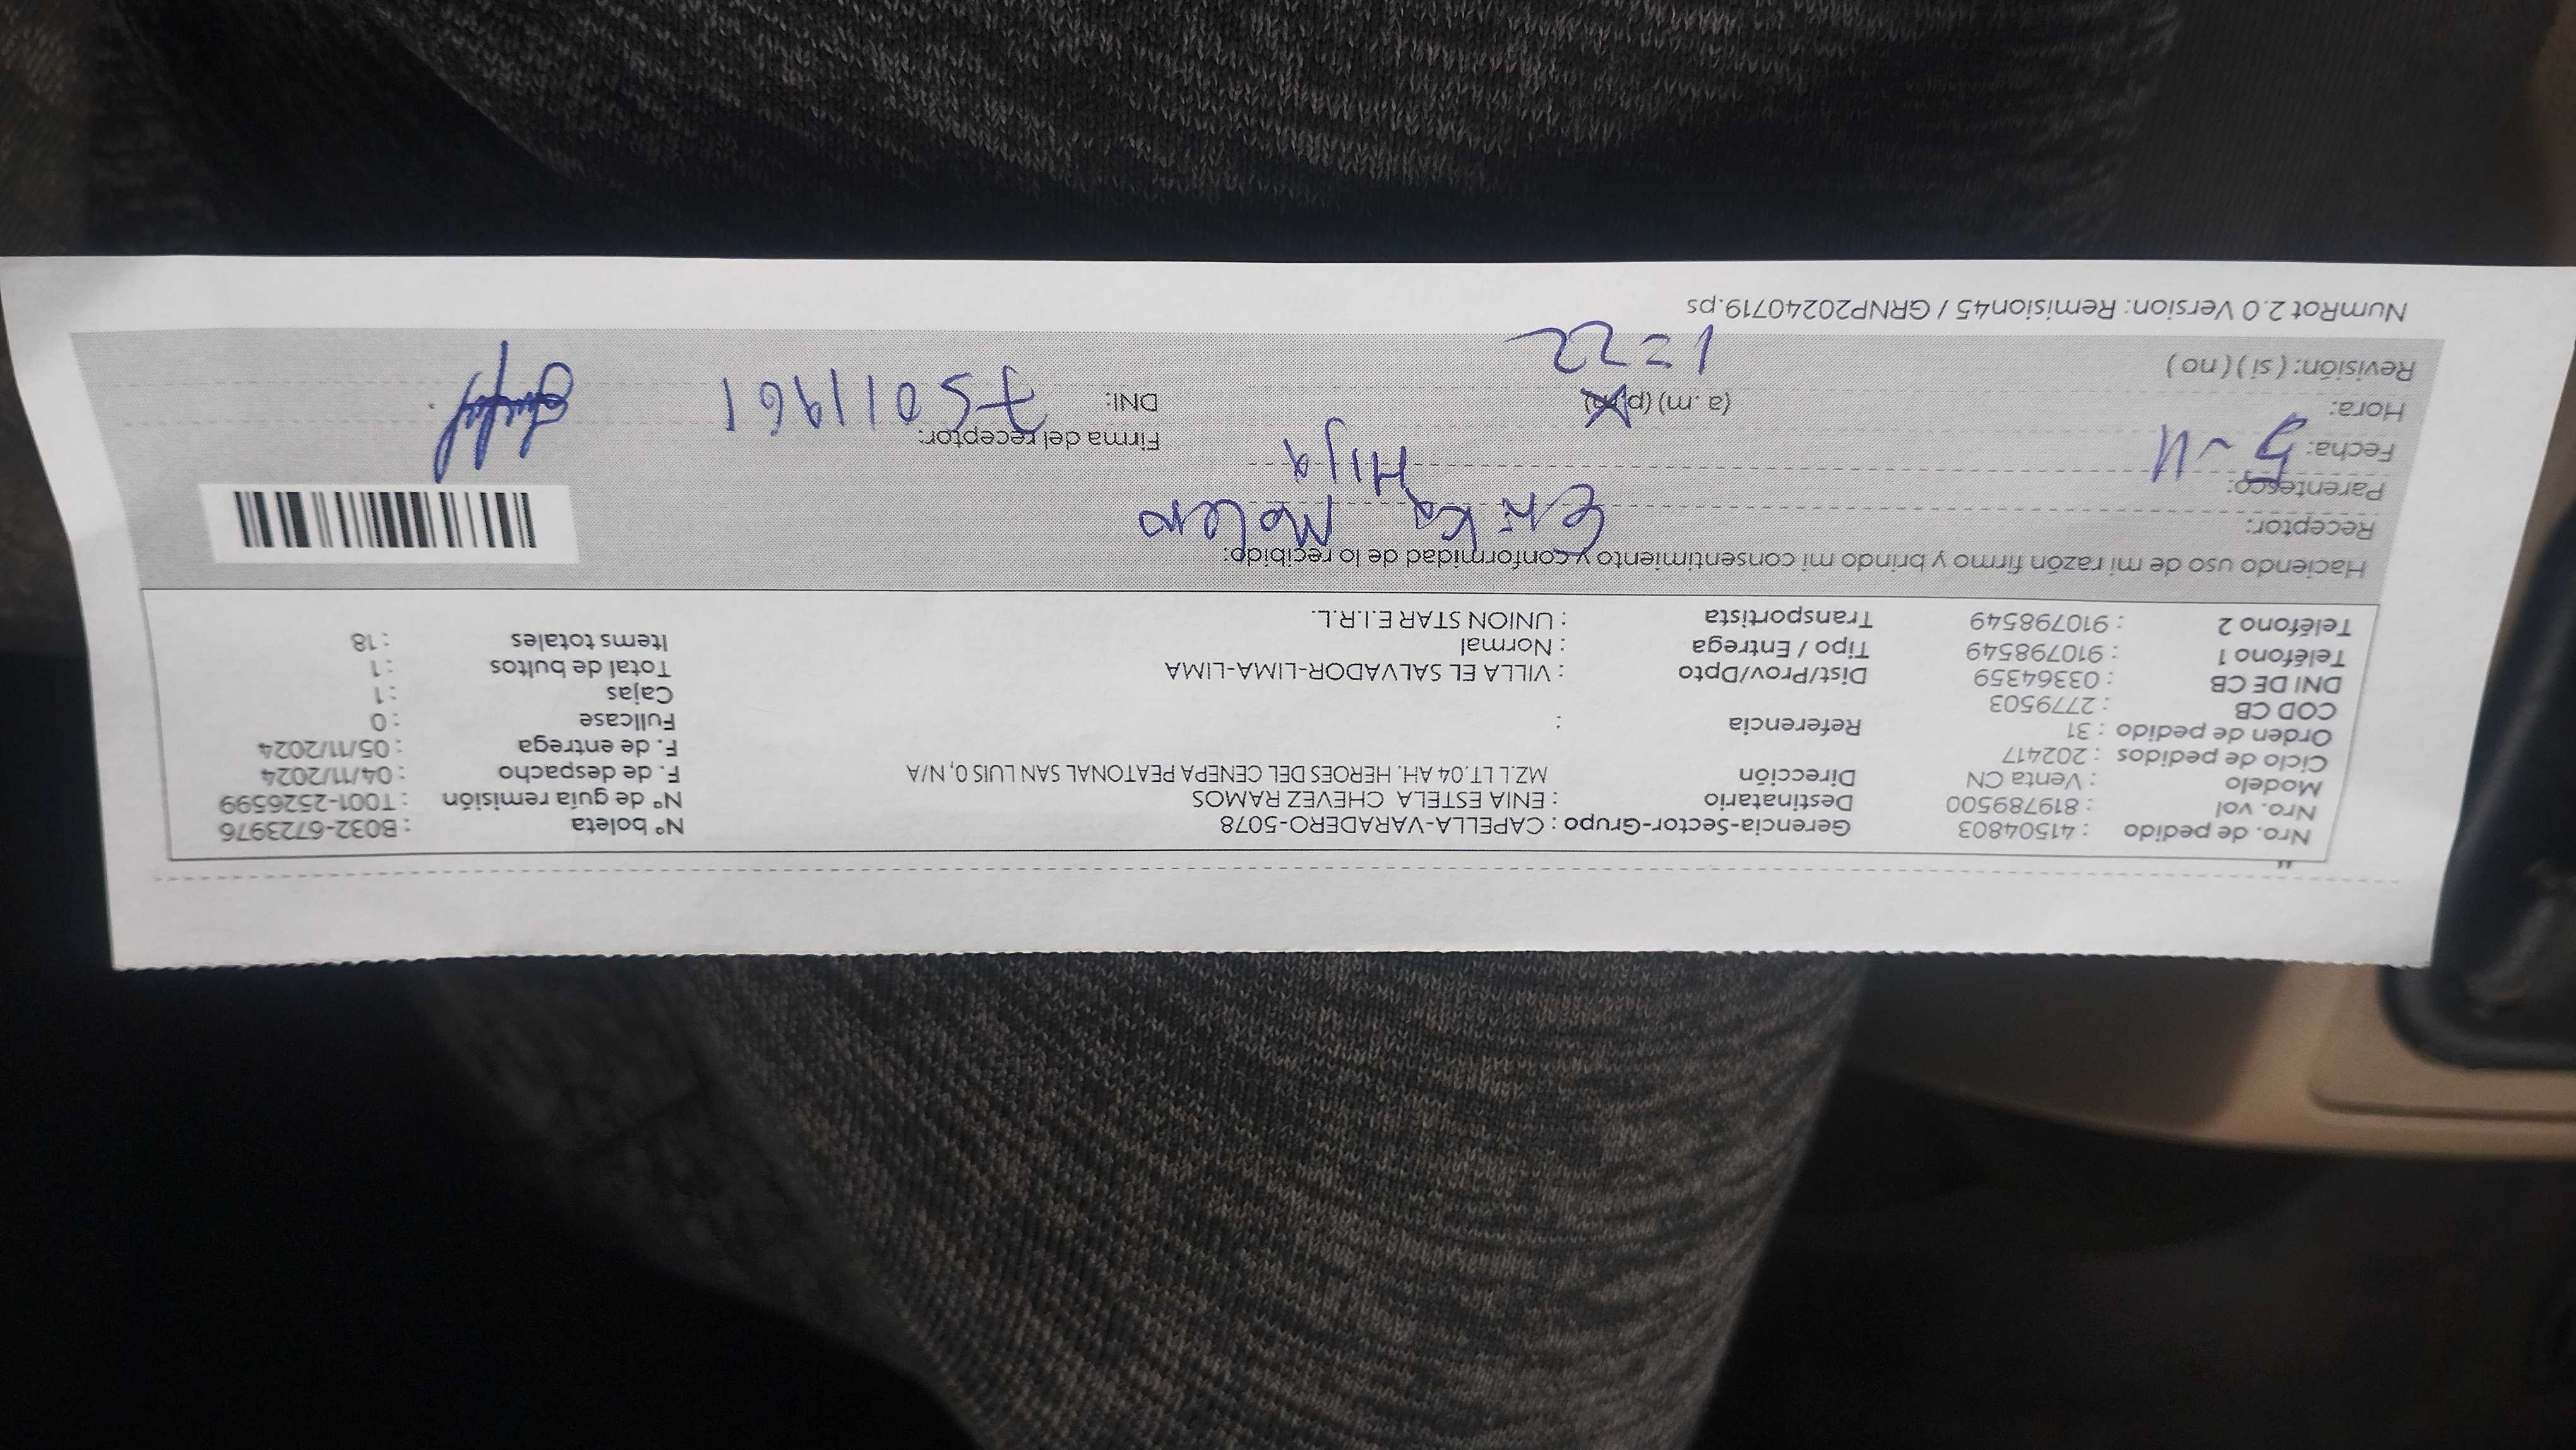 Nro. de pedido : 41504803 Gerencia-Sector-Grupo : CAPELLA-VARADERO-5078 Nº boleta : B032-6723976
Nro. vol : 819789500 Destinatario : ENIA ESTELA CHEVEZ RAMOS Nº de guía remisión : T001-2526599
Modelo : Venta CN Dirección MZ.L LT.04 AH. HEROES DEL CENEPA PEATONAL SAN LUIS 0, N/A F. de despacho : 04/11/2024
Ciclo de pedidos : 202417 F. de entrega : 05/11/2024
Orden de pedido : 31 Referencia : Fullcase : 0
COD CB : 2779503 Cajas : 1
DNI DE CB : 03364359 Dist/Prov/Dpto : VILLA EL SALVADOR-LIMA-LIMA Total de bultos : 1
Teléfono 1 : 910798549 Tipo / Entrega : Normal Items totales : 18
Teléfono 2 : 910798549 Transportista : UNION STAR E.I.R.L.
Haciendo uso de mi razón firmo y brindo mi consentimiento y conformidad de lo recibido:
Receptor: Erika
Parentesco: Hija
Fecha: 5-11 Firma del receptor:
Hora: (a.m) (p.m) DNI: 75011961
1=22
Revisión: ( si ) ( no )
NumRot 2.0 Version: Remision45 / GRNP20240719.ps